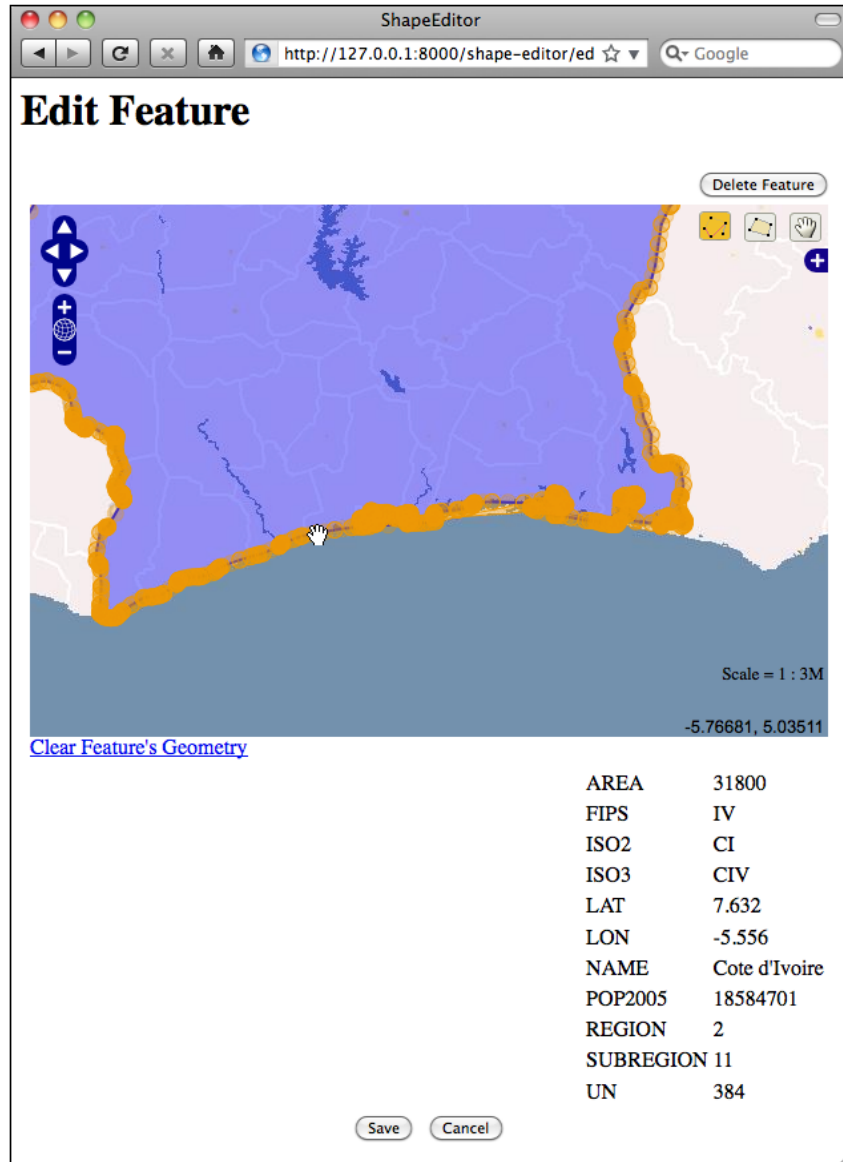 ShapeEditor
http://127.0.0.1:8000/shape-editor/ed
Google
Edit Feature
Delete Feature
Scale = 1 : 3M
-5.76681, 5.03511
Clear Feature's Geometry
AREA 31800
FIPS IV
ISO2 CI
ISO3 CIV
LAT 7.632
LON -5.556
NAME Cote d'Ivoire
POP2005 18584701
REGION 2
SUBREGION 11
UN 384
Save Cancel